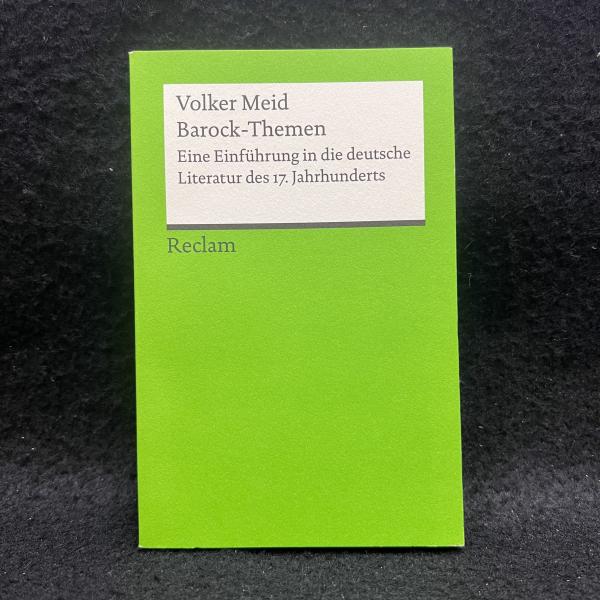 Volker Meid
Barock-Themen
Eine Einführung in die deutsche
Literatur des 17. Jahrhunderts
Reclam